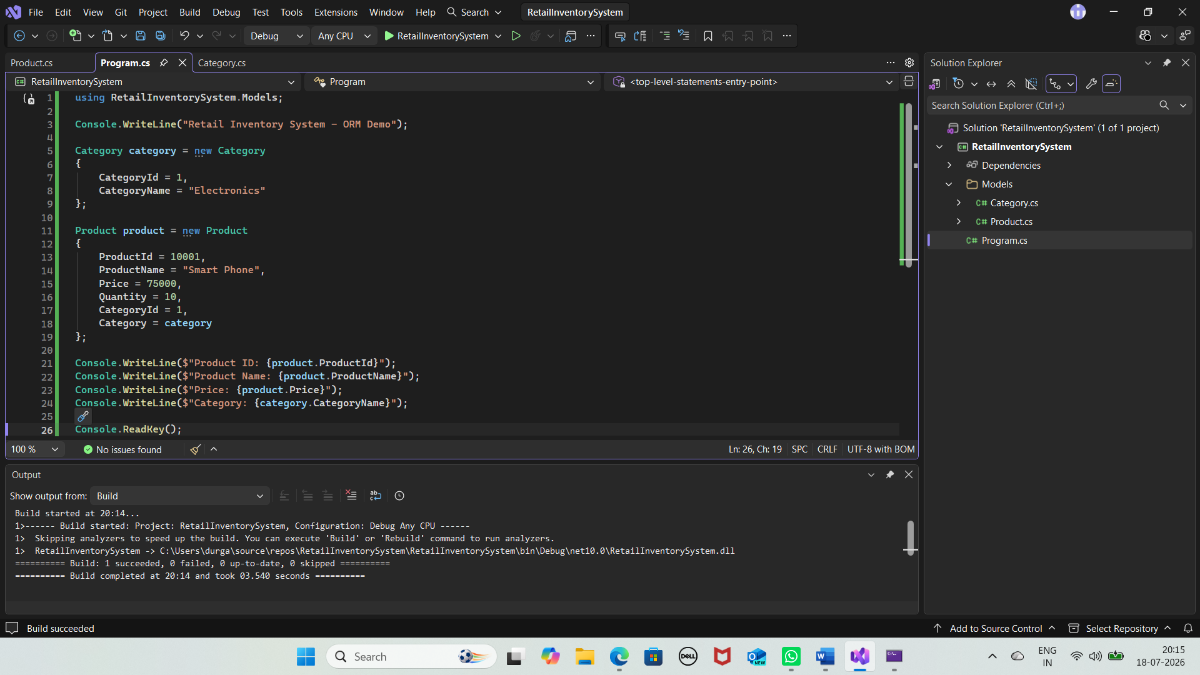 File Edit View Git Project Build Debug Test Tools Extensions Window Help Search RetailInventorySystem
Debug Any CPU RetailInventorySystem
Product.cs Program.cs Category.cs
RetailInventorySystem Program <top-level-statements-entry-point>
1 using RetailInventorySystem.Models;
2
3 Console.WriteLine("Retail Inventory System - ORM Demo");
4
5 Category category = new Category
6 {
7 CategoryId = 1,
8 CategoryName = "Electronics"
9 };
10
11 Product product = new Product
12 {
13 ProductId = 10001,
14 ProductName = "Smart Phone",
15 Price = 75000,
16 Quantity = 10,
17 CategoryId = 1,
18 Category = category
19 };
20
21 Console.WriteLine($"Product ID: {product.ProductId}");
22 Console.WriteLine($"Product Name: {product.ProductName}");
23 Console.WriteLine($"Price: {product.Price}");
24 Console.WriteLine($"Category: {category.CategoryName}");
25
26 Console.ReadKey();
100 % No issues found Ln: 26, Ch: 19 SPC CRLF UTF-8 with BOM
Output
Show output from: Build
Build started at 20:14...
1>------ Build started: Project: RetailInventorySystem, Configuration: Debug Any CPU ------
1> Skipping analyzers to speed up the build. You can execute 'Build' or 'Rebuild' command to run analyzers.
1> RetailInventorySystem -> C:\Users\durga\source\repos\RetailInventorySystem\RetailInventorySystem\bin\Debug\net10.0\RetailInventorySystem.dll
========== Build: 1 succeeded, 0 failed, 0 up-to-date, 0 skipped ==========
========== Build completed at 20:14 and took 03.540 seconds ==========
Solution Explorer
Search Solution Explorer (Ctrl+;)
Solution 'RetailInventorySystem' (1 of 1 project)
RetailInventorySystem
Dependencies
Models
C# Category.cs
C# Product.cs
C# Program.cs
Build succeeded Add to Source Control Select Repository
Search DELL ENG IN 20:15 18-07-2026